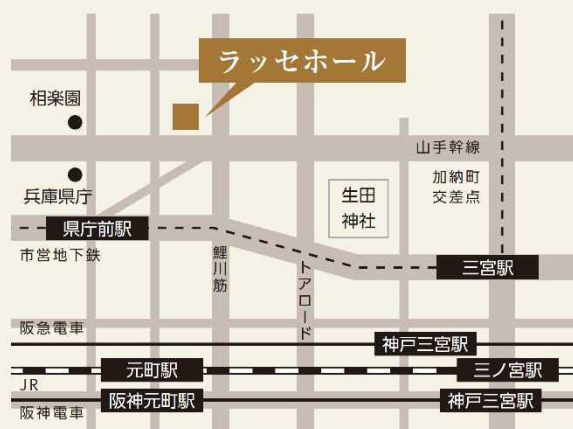 ラッセホール
相楽園
山手幹線
兵庫県庁
加納町
交差点
生田
神社
県庁前駅
市営地下鉄
鯉川筋
トアロード
三宮駅
阪急電車
神戸三宮駅
元町駅
三ノ宮駅
JR
阪神元町駅
神戸三宮駅
阪神電車